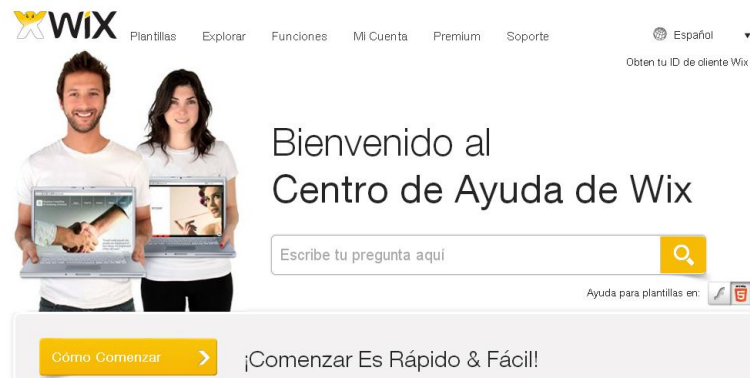 WiX
Plantillas Explorar Funciones Mi Cuenta Premium Soporte
Español
Obten tu ID de cliente Wix
Bienvenido al
Centro de Ayuda de Wix
Escribe tu pregunta aquí
Ayuda para plantillas en:
Cómo Comenzar
¡Comenzar Es Rápido & Fácil!